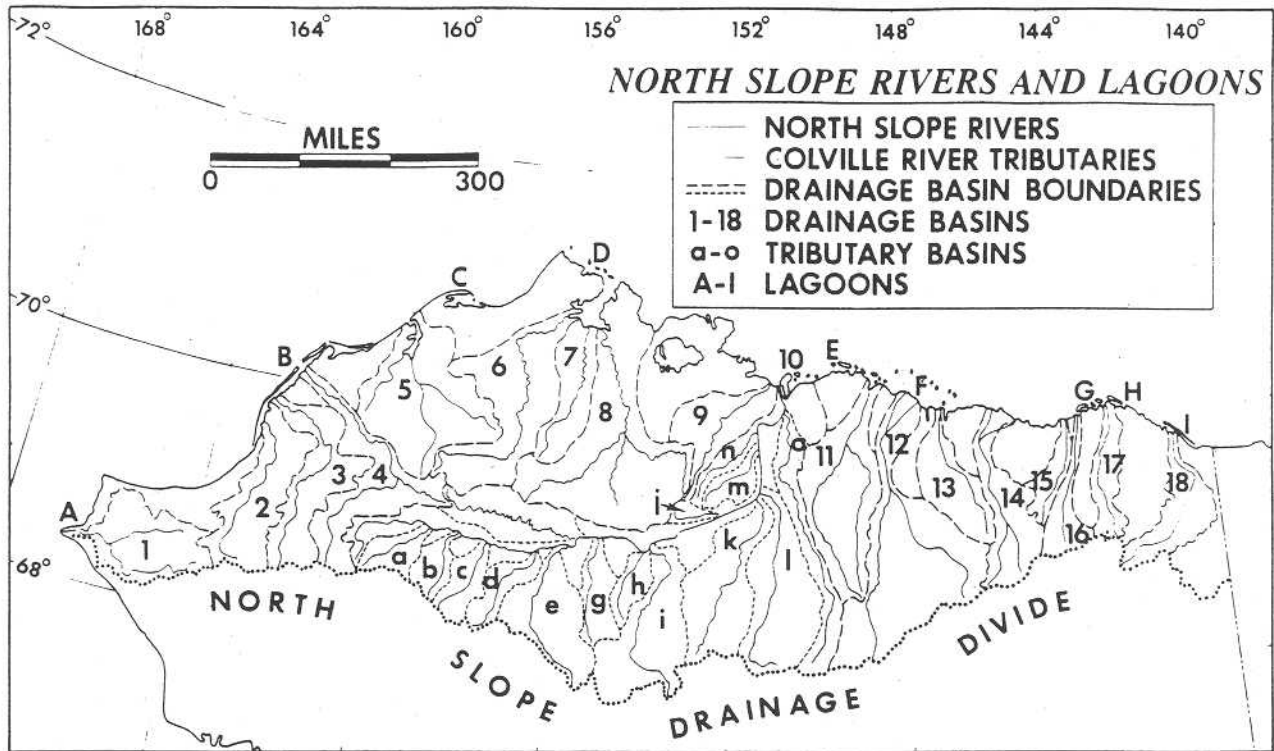 72° 168° 164° 160° 156° 152° 148° 144° 140°
NORTH SLOPE RIVERS AND LAGOONS
MILES
0 300
NORTH SLOPE RIVERS
COLVILLE RIVER TRIBUTARIES
DRAINAGE BASIN BOUNDARIES
1-18 DRAINAGE BASINS
a-o TRIBUTARY BASINS
A-I LAGOONS
70°
68°
A B C D E F G H I
1 2 3 4 5 6 7 8 9 10 11 12 13 14 15 16 17 18
a b c d e g h i j k l m n o
NORTH SLOPE DRAINAGE DIVIDE